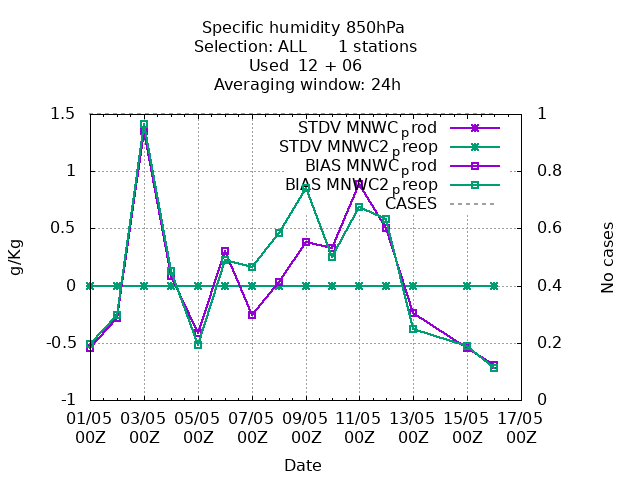 Specific humidity 850hPa
Selection: ALL      1 stations
Used  12 + 06
Averaging window: 24h
1.5
1
0.5
0
-0.5
-1
g/Kg
STDV MNWC_prod
STDV MNWC2_preop
BIAS MNWC_prod
BIAS MNWC2_preop
CASES
1
0.8
0.6
0.4
0.2
0
No cases
01/05 03/05 05/05 07/05 09/05 11/05 13/05 15/05 17/05
00Z 00Z 00Z 00Z 00Z 00Z 00Z 00Z 00Z
Date